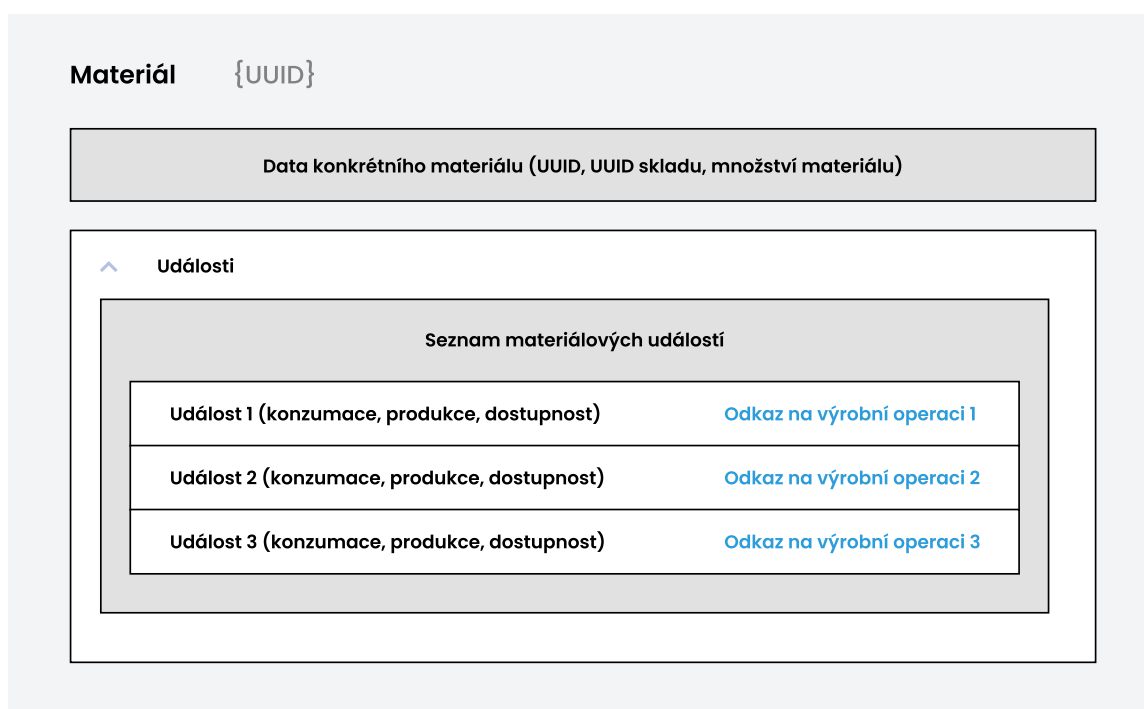 Materiál {UUID}
Data konkrétního materiálu (UUID, UUID skladu, množství materiálu)
Události
Seznam materiálových událostí
Událost 1 (konzumace, produkce, dostupnost) Odkaz na výrobní operaci 1
Událost 2 (konzumace, produkce, dostupnost) Odkaz na výrobní operaci 2
Událost 3 (konzumace, produkce, dostupnost) Odkaz na výrobní operaci 3